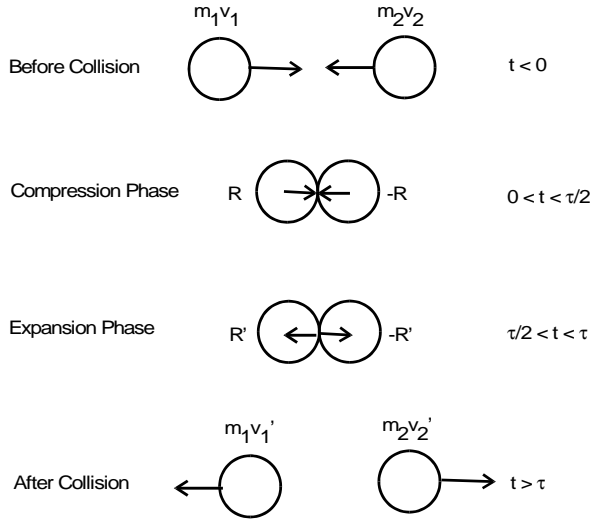 m₁v₁ m₂v₂
Before Collision t < 0
Compression Phase R -R 0 < t < τ/2
Expansion Phase R' -R' τ/2 < t < τ
m₁v₁' m₂v₂'
After Collision t > τ